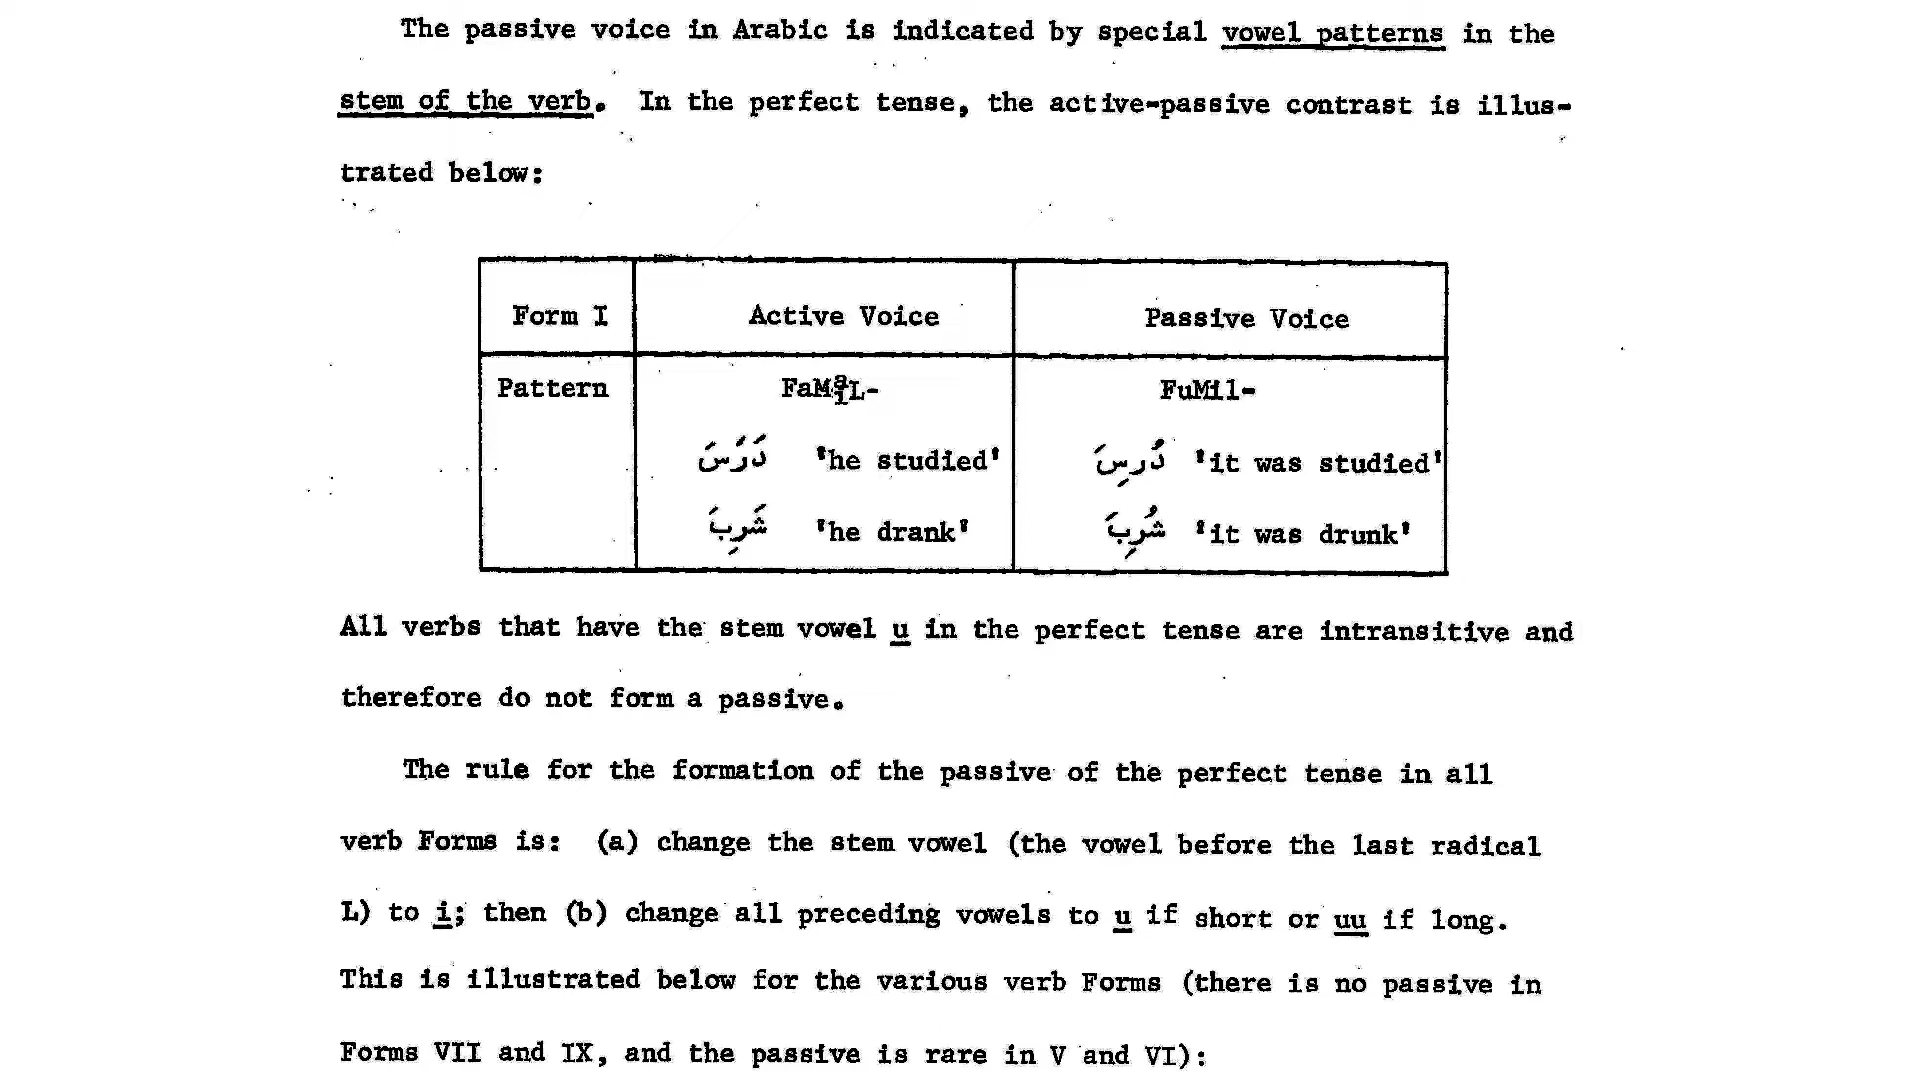 The passive voice in Arabic is indicated by special vowel patterns in the
stem of the verb. In the perfect tense, the active-passive contrast is illus-
trated below:
Form I Active Voice Passive Voice
Pattern FaMaiL- FuMil-
دَرَسَ 'he studied' دُرِسَ 'it was studied'
شَرِبَ 'he drank' شُرِبَ 'it was drunk'
All verbs that have the stem vowel u in the perfect tense are intransitive and
therefore do not form a passive.
The rule for the formation of the passive of the perfect tense in all
verb Forms is: (a) change the stem vowel (the vowel before the last radical
L) to i; then (b) change all preceding vowels to u if short or uu if long.
This is illustrated below for the various verb Forms (there is no passive in
Forms VII and IX, and the passive is rare in V and VI):